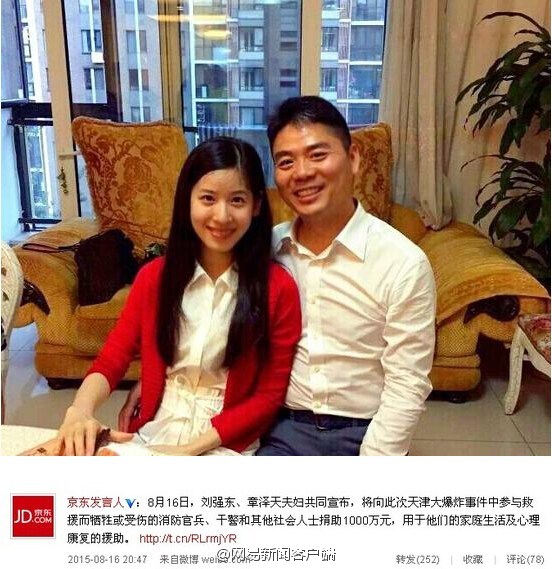 JD.COM
京东发言人V：8月16日，刘强东、章泽天夫妇共同宣布，将向此次天津大爆炸事件中参与救
援而牺牲或受伤的消防官兵、干警和其他社会人士捐助1000万元，用于他们的家庭生活及心理
康复的援助。http://t.cn/RLrmjYR
2015-08-16 20:47 来自微博 weibo.com 转发(252) | 收藏 | 评论(78)
@网易新闻客户端